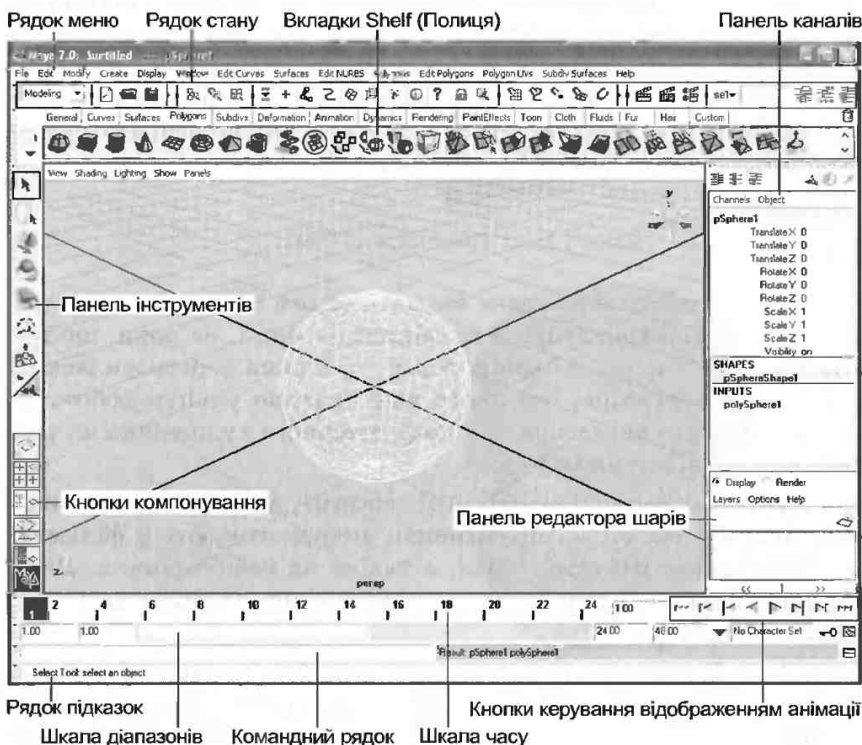 Рядок меню Рядок стану Вкладки Shelf (Полиця) Панель каналів
Maya 7.0: pSphere1
File Edit Modify Create Display Window Edit Curves Surfaces Edit NURBS Edit Polygons Polygon UVs Subdiv Surfaces Help
Modeling sel
General Curves Surfaces Polygons Subdivs Deformation Animation Dynamics Rendering PaintEffects Toon Cloth Fluids Fur Hair Custom
View Shading Lighting Show Panels
Channels Object
pSphere1
Translate X 0
Translate Y 0
Translate Z 0
Rotate X 0
Rotate Y 0
Rotate Z 0
Scale X 1
Scale Y 1
Scale Z 1
Visibility on
SHAPES
pSphereShape1
INPUTS
polySphere1
y
Панель інструментів
Кнопки компонування
Панель редактора шарів
Display Render
Layers Options Help
z
persp
1 2 4 6 8 10 12 14 16 18 20 22 24 1.00
1.00 1.00 24.00 48.00 No Character Set
Result: pSphere1 polySphere1
Select Tool: select an object
Рядок підказок Кнопки керування відображенням анімації
Шкала діапазонів Командний рядок Шкала часу